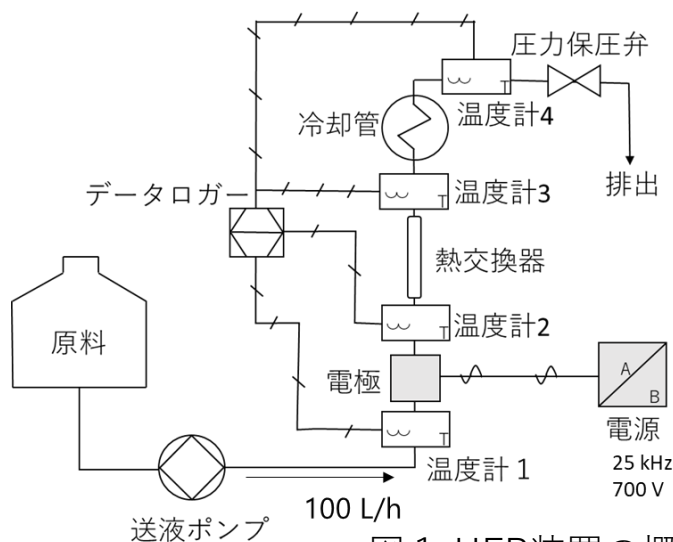 圧力保圧弁
T
温度計4
冷却管
排出
データロガー
T
温度計3
熱交換器
原料
T
温度計2
電極
A
B
電源
25 kHz
700 V
T
温度計 1
100 L/h
送液ポンプ